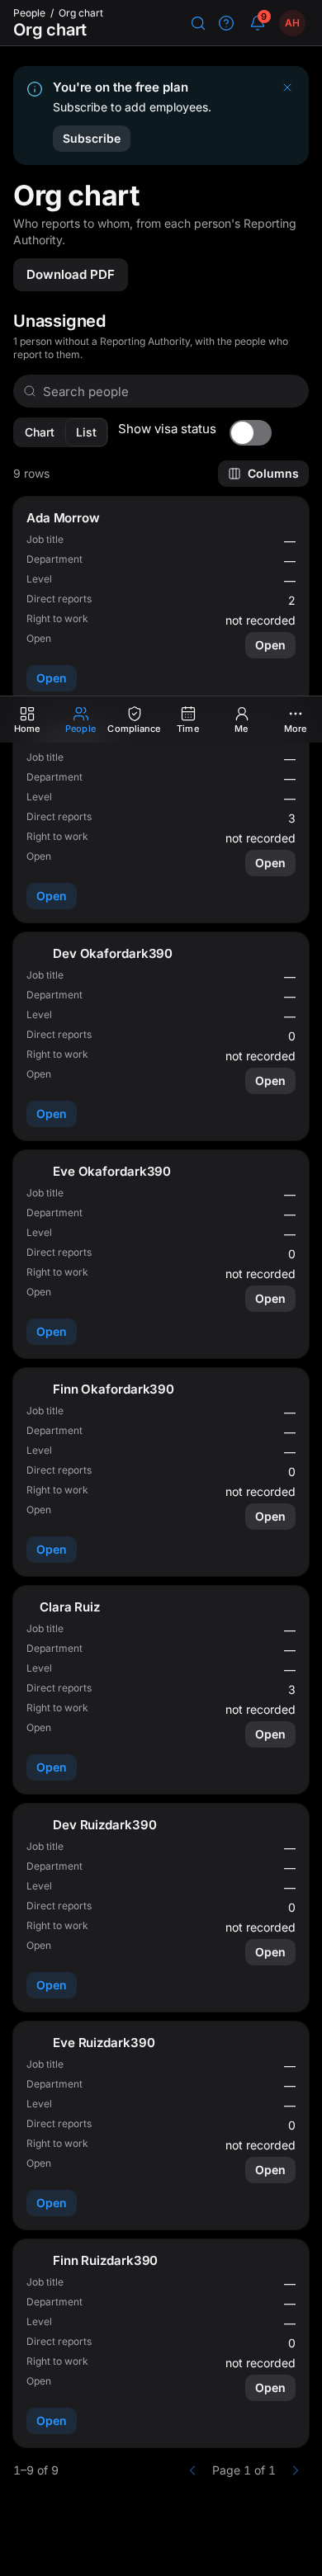 People / Org chart
Org chart
9
AH
You're on the free plan
Subscribe to add employees.
Subscribe
Org chart
Who reports to whom, from each person's Reporting
Authority.
Download PDF
Unassigned
1 person without a Reporting Authority, with the people who
report to them.
Search people
Chart List Show visa status
9 rows Columns
Ada Morrow
Job title —
Department —
Level —
Direct reports 2
Right to work not recorded
Open Open
Open
Home People Compliance Time Me More
Job title —
Department —
Level —
Direct reports 3
Right to work not recorded
Open Open
Open
Dev Okafordark390
Job title —
Department —
Level —
Direct reports 0
Right to work not recorded
Open Open
Open
Eve Okafordark390
Job title —
Department —
Level —
Direct reports 0
Right to work not recorded
Open Open
Open
Finn Okafordark390
Job title —
Department —
Level —
Direct reports 0
Right to work not recorded
Open Open
Open
Clara Ruiz
Job title —
Department —
Level —
Direct reports 3
Right to work not recorded
Open Open
Open
Dev Ruizdark390
Job title —
Department —
Level —
Direct reports 0
Right to work not recorded
Open Open
Open
Eve Ruizdark390
Job title —
Department —
Level —
Direct reports 0
Right to work not recorded
Open Open
Open
Finn Ruizdark390
Job title —
Department —
Level —
Direct reports 0
Right to work not recorded
Open Open
Open
1–9 of 9 Page 1 of 1